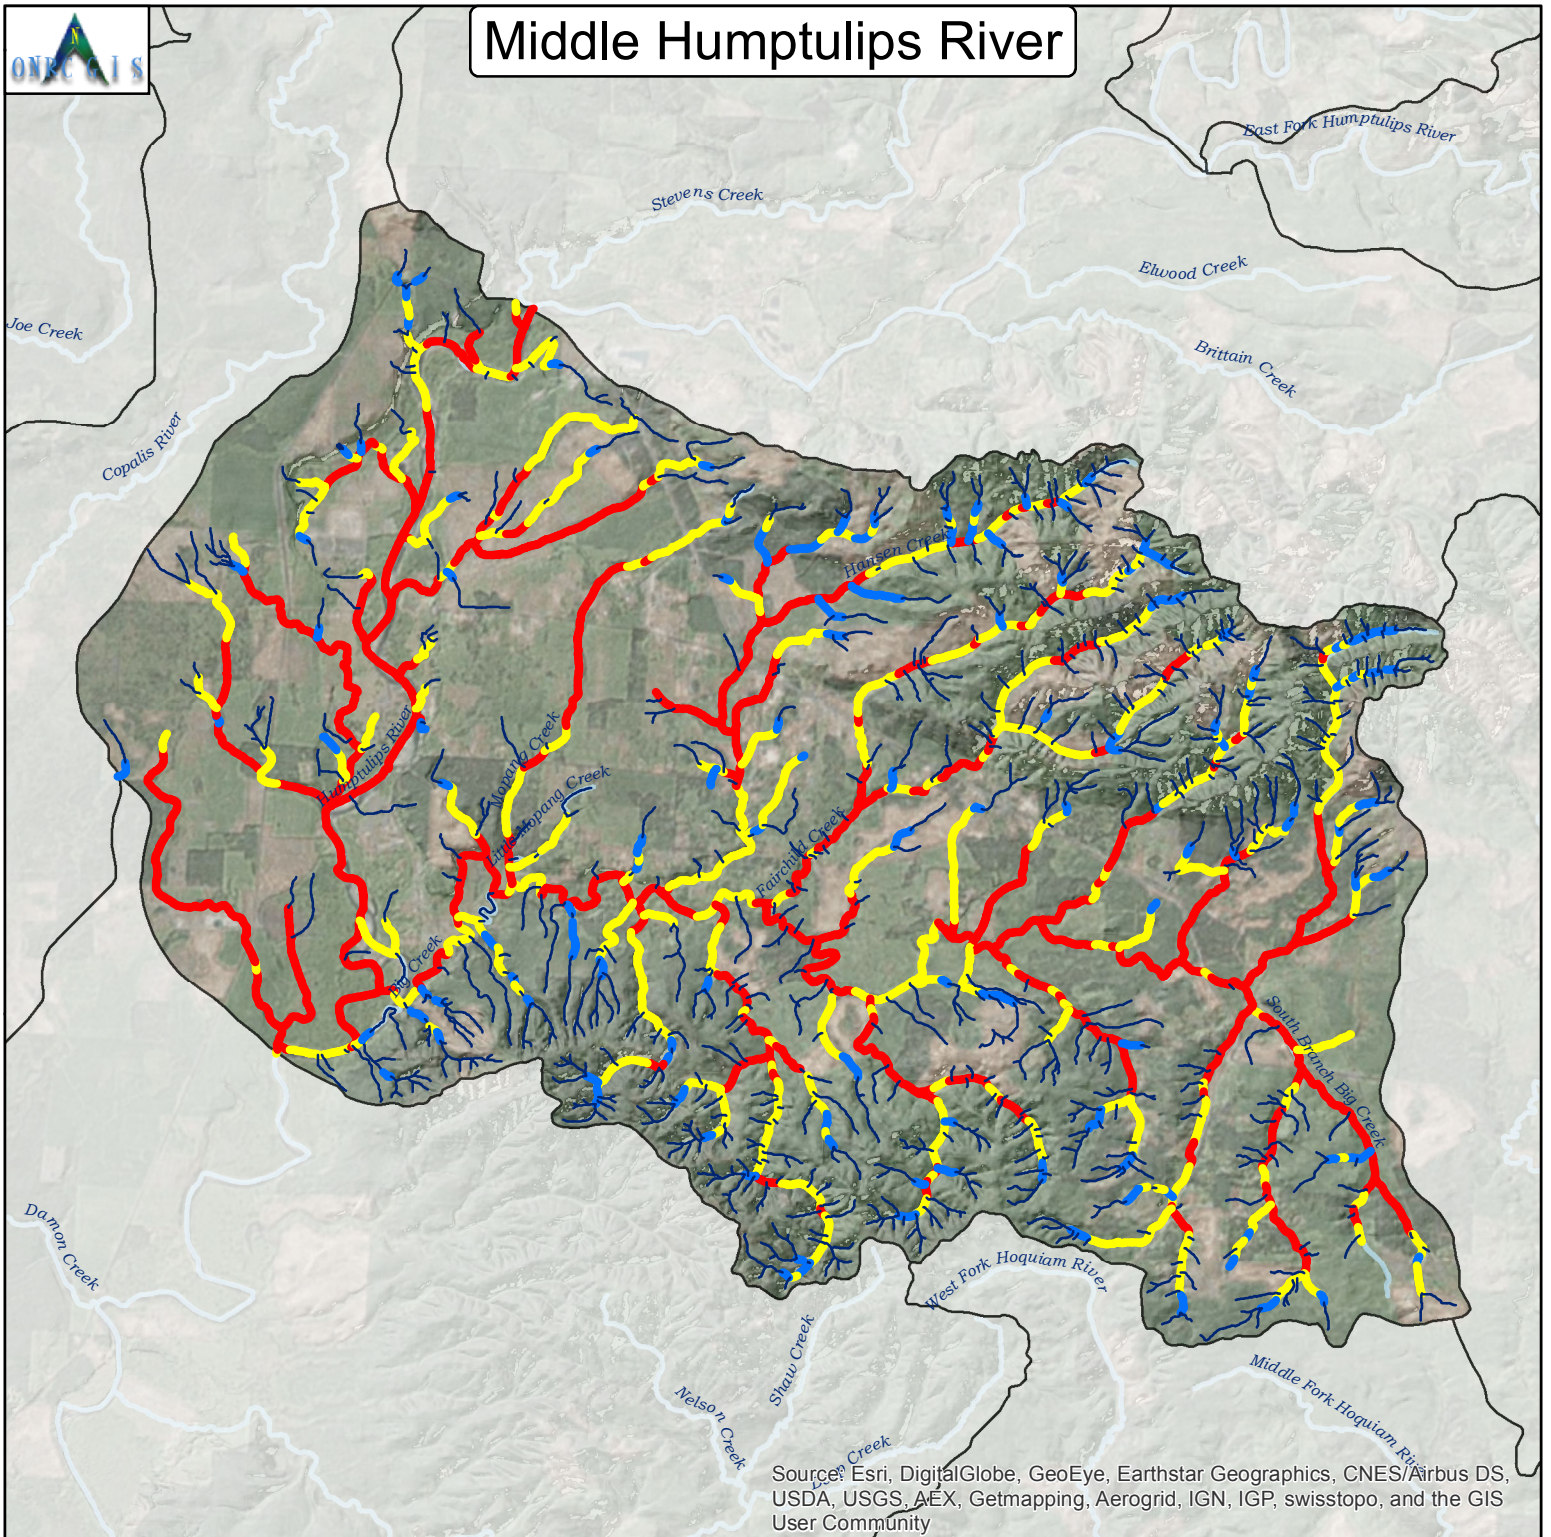 N
ONRC GIS
Middle Humptulips River
East Fork Humptulips River
Stevens Creek
Elwood Creek
Joe Creek
Brittain Creek
Copalis River
Hansen Creek
Humptulips River
Mopang Creek
Little Mopang Creek
Fairchild Creek
Big Creek
South Branch Big Creek
Damon Creek
West Fork Hoquiam River
Shaw Creek
Middle Fork Hoquiam River
Nelson Creek
Creek
Source: Esri, DigitalGlobe, GeoEye, Earthstar Geographics, CNES/Airbus DS,
USDA, USGS, AEX, Getmapping, Aerogrid, IGN, IGP, swisstopo, and the GIS
User Community